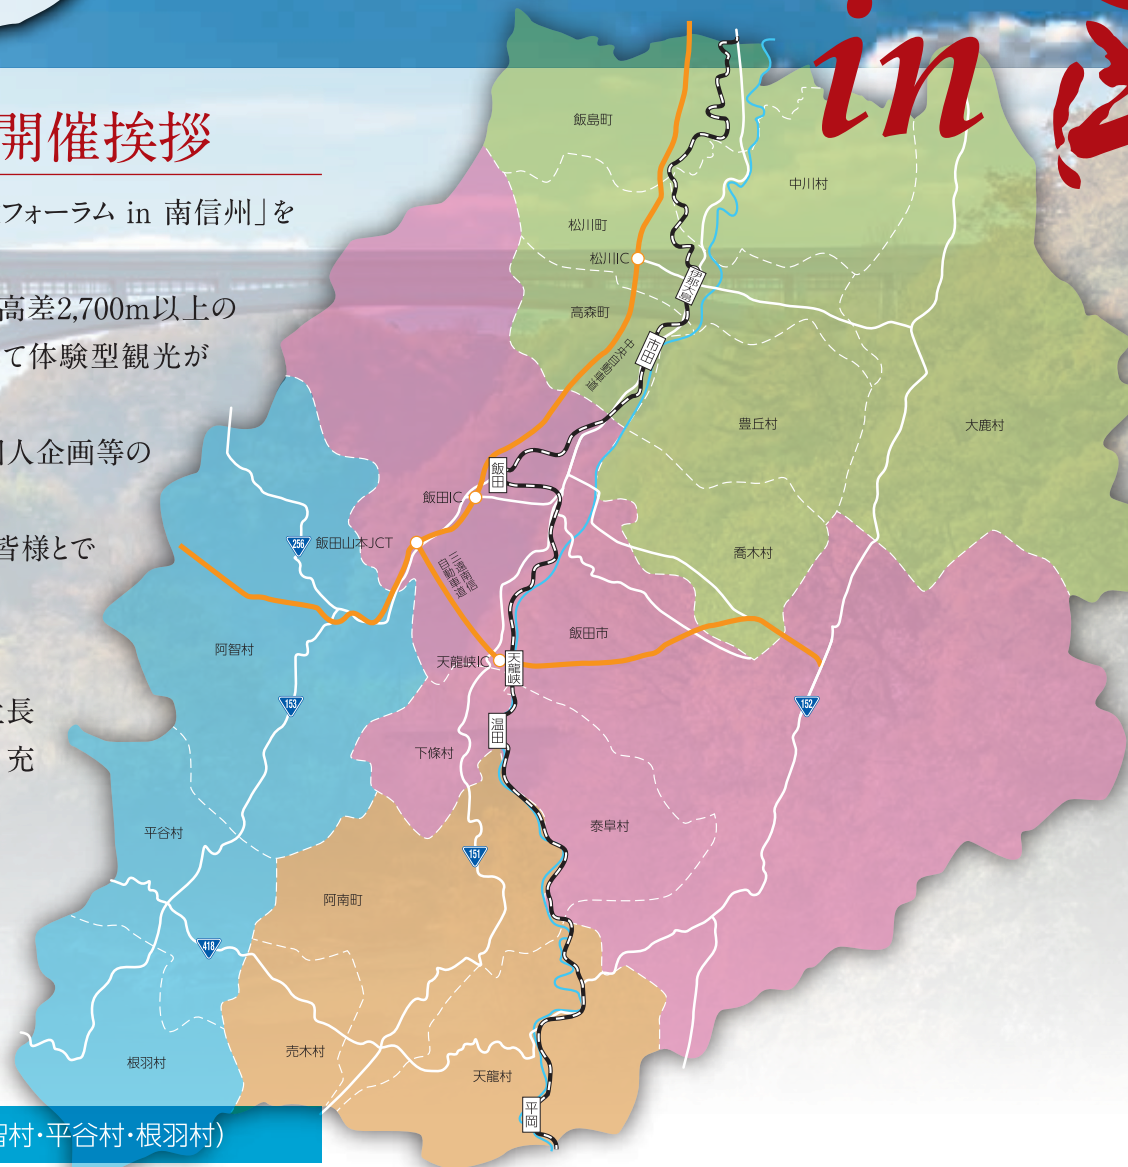 in
開催挨拶
フォーラム in 南信州」を
高差2,700m以上の
て体験型観光が
人企画等の
皆様とで
長
充
飯島町
中川村
松川町
松川IC
伊那大島
高森町
市田
中央自動車道
豊丘村
大鹿村
飯田
飯田IC
256
飯田山本JCT
三遠南信
自動車道
喬木村
飯田市
阿智村
天龍峡IC
天龍峡
153
152
温田
下條村
平谷村
泰阜村
151
阿南町
418
売木村
根羽村
天龍村
平岡
智村・平谷村・根羽村）